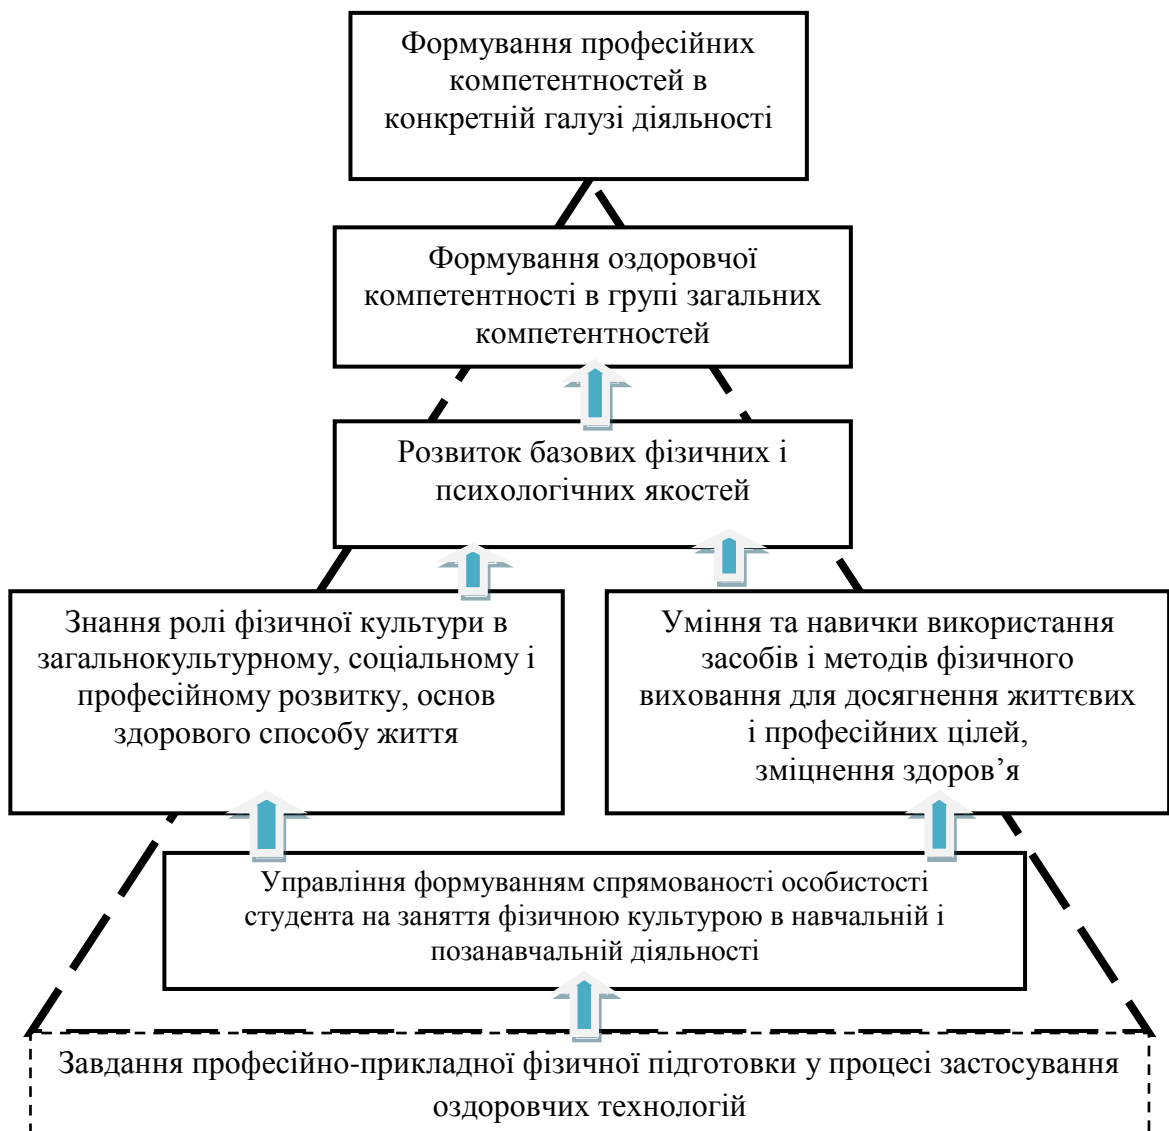 Формування професійних
компетентностей в
конкретній галузі діяльності
Формування оздоровчої
компетентності в групі загальних
компетентностей
Розвиток базових фізичних і
психологічних якостей
Знання ролі фізичної культури в
загальнокультурному, соціальному і
професійному розвитку, основ
здорового способу життя
Уміння та навички використання
засобів і методів фізичного
виховання для досягнення життєвих
і професійних цілей,
зміцнення здоров’я
Управління формуванням спрямованості особистості
студента на заняття фізичною культурою в навчальній і
позанавчальній діяльності
Завдання професійно-прикладної фізичної підготовки у процесі застосування
оздоровчих технологій